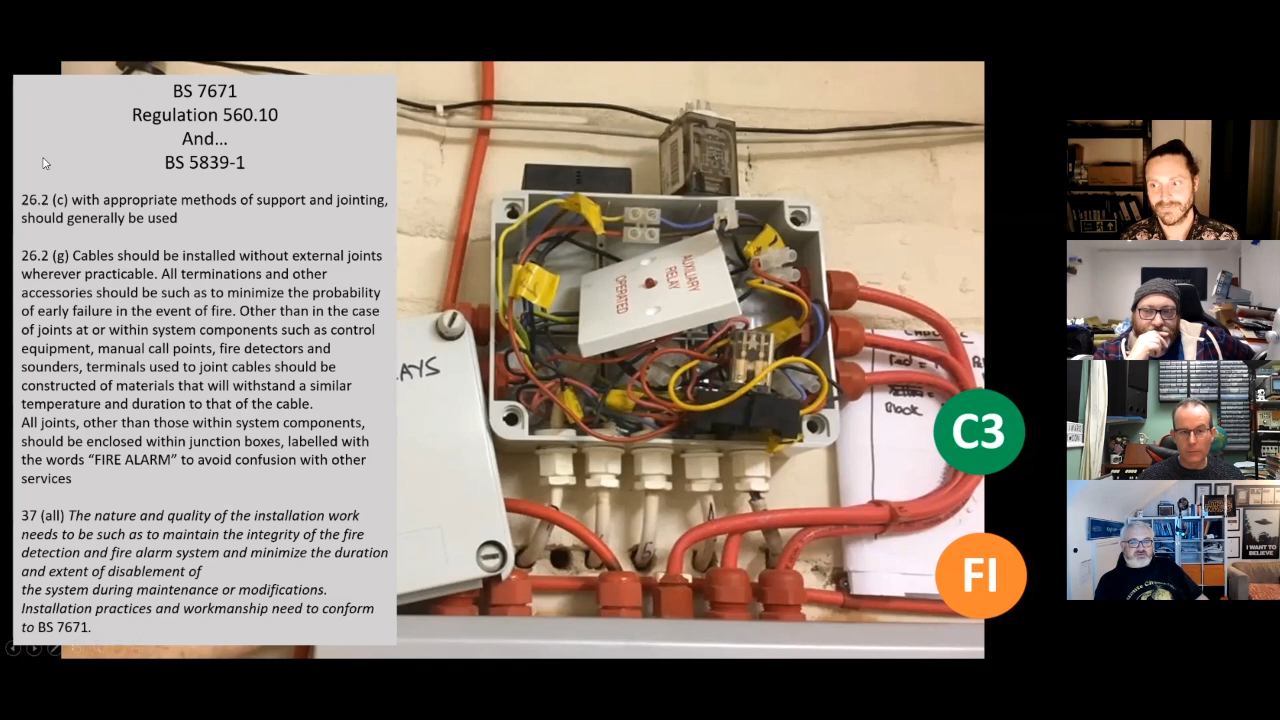 BS 7671
Regulation 560.10
And...
BS 5839-1
26.2 (c) with appropriate methods of support and jointing,
should generally be used
26.2 (g) Cables should be installed without external joints
wherever practicable. All terminations and other
accessories should be such as to minimize the probability
of early failure in the event of fire. Other than in the case
of joints at or within system components such as control
equipment, manual call points, fire detectors and
sounders, terminals used to joint cables should be
constructed of materials that will withstand a similar
temperature and duration to that of the cable.
All joints, other than those within system components,
should be enclosed within junction boxes, labelled with
the words “FIRE ALARM” to avoid confusion with other
services
37 (all) The nature and quality of the installation work
needs to be such as to maintain the integrity of the fire
detection and fire alarm system and minimize the duration
and extent of disablement of
the system during maintenance or modifications.
Installation practices and workmanship need to conform
to BS 7671.
AUXILIARY
RELAY
OPERATED
AYS
Red =
Black
C3
FI
I WANT TO
BELIEVE